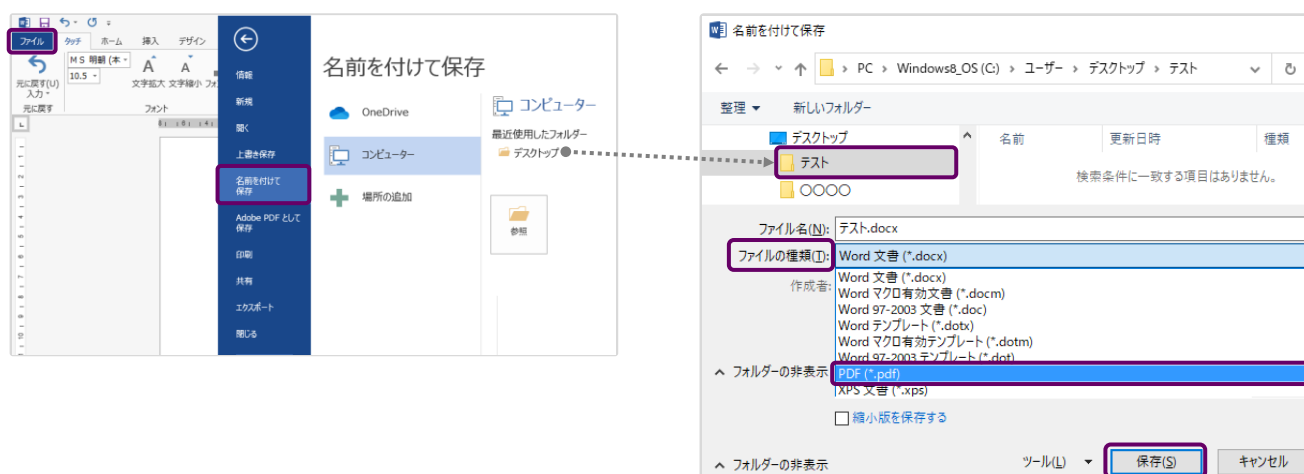 ファイル
タッチ
ホーム
挿入
デザイン
元に戻す(U)
入力
元に戻す
MS 明朝 (本
10.5
A
A
文字拡大 文字縮小 フォ
フォント
情報
新規
開く
上書き保存
名前を付けて
保存
Adobe PDF として
保存
印刷
共有
エクスポート
閉じる
名前を付けて保存
OneDrive
コンピューター
場所の追加
コンピューター
最近使用したフォルダー
デスクトップ
参照
名前を付けて保存
PC > Windows8_OS (C:) > ユーザー > デスクトップ > テスト
整理 新しいフォルダー
デスクトップ
テスト
〇〇〇〇
名前 更新日時 種類
検索条件に一致する項目はありません。
ファイル名(N): テスト.docx
ファイルの種類(T): Word 文書 (*.docx)
作成者:
Word 文書 (*.docx)
Word マクロ有効文書 (*.docm)
Word 97-2003 文書 (*.doc)
Word テンプレート (*.dotx)
Word マクロ有効テンプレート (*.dotm)
Word 97-2003 テンプレート (*.dot)
フォルダーの非表示
PDF (*.pdf)
XPS 文書 (*.xps)
縮小版を保存する
フォルダーの非表示
ツール(L)
保存(S)
キャンセル